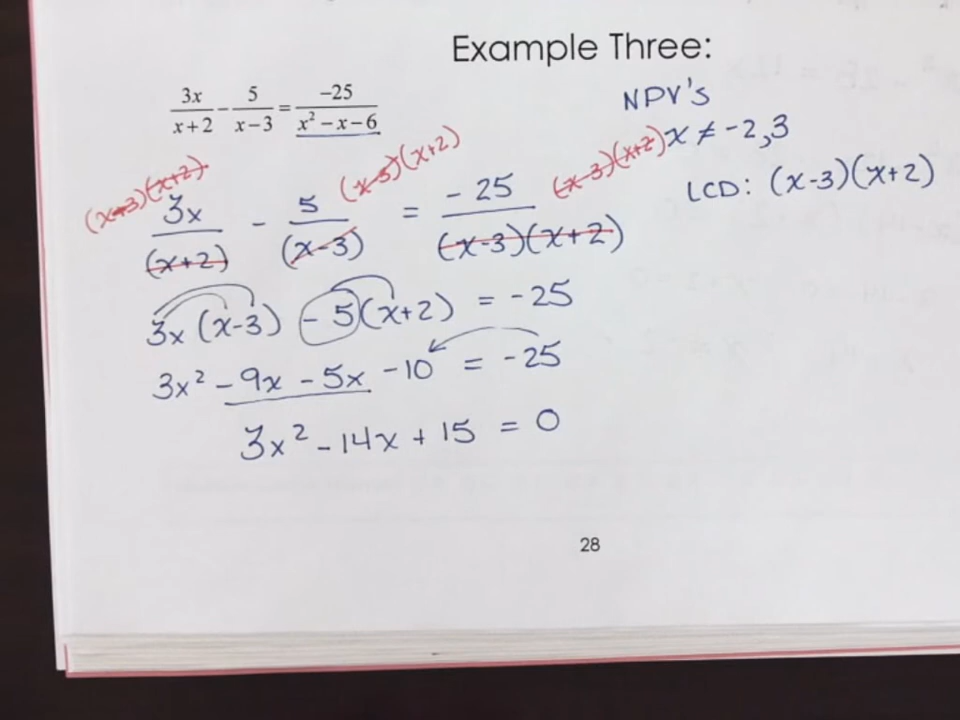 Example Three:
3x/(x+2) - 5/(x-3) = -25/(x² - x - 6)
NPV's
x ≠ -2,3
LCD: (x-3)(x+2)
(x-3)(x+2) 3x/(x+2) - 5/(x-3) (x-3)(x+2) = -25/((x-3)(x+2)) (x-3)(x+2)
3x(x-3) -5(x+2) = -25
3x² - 9x - 5x - 10 = -25
3x² - 14x + 15 = 0
28